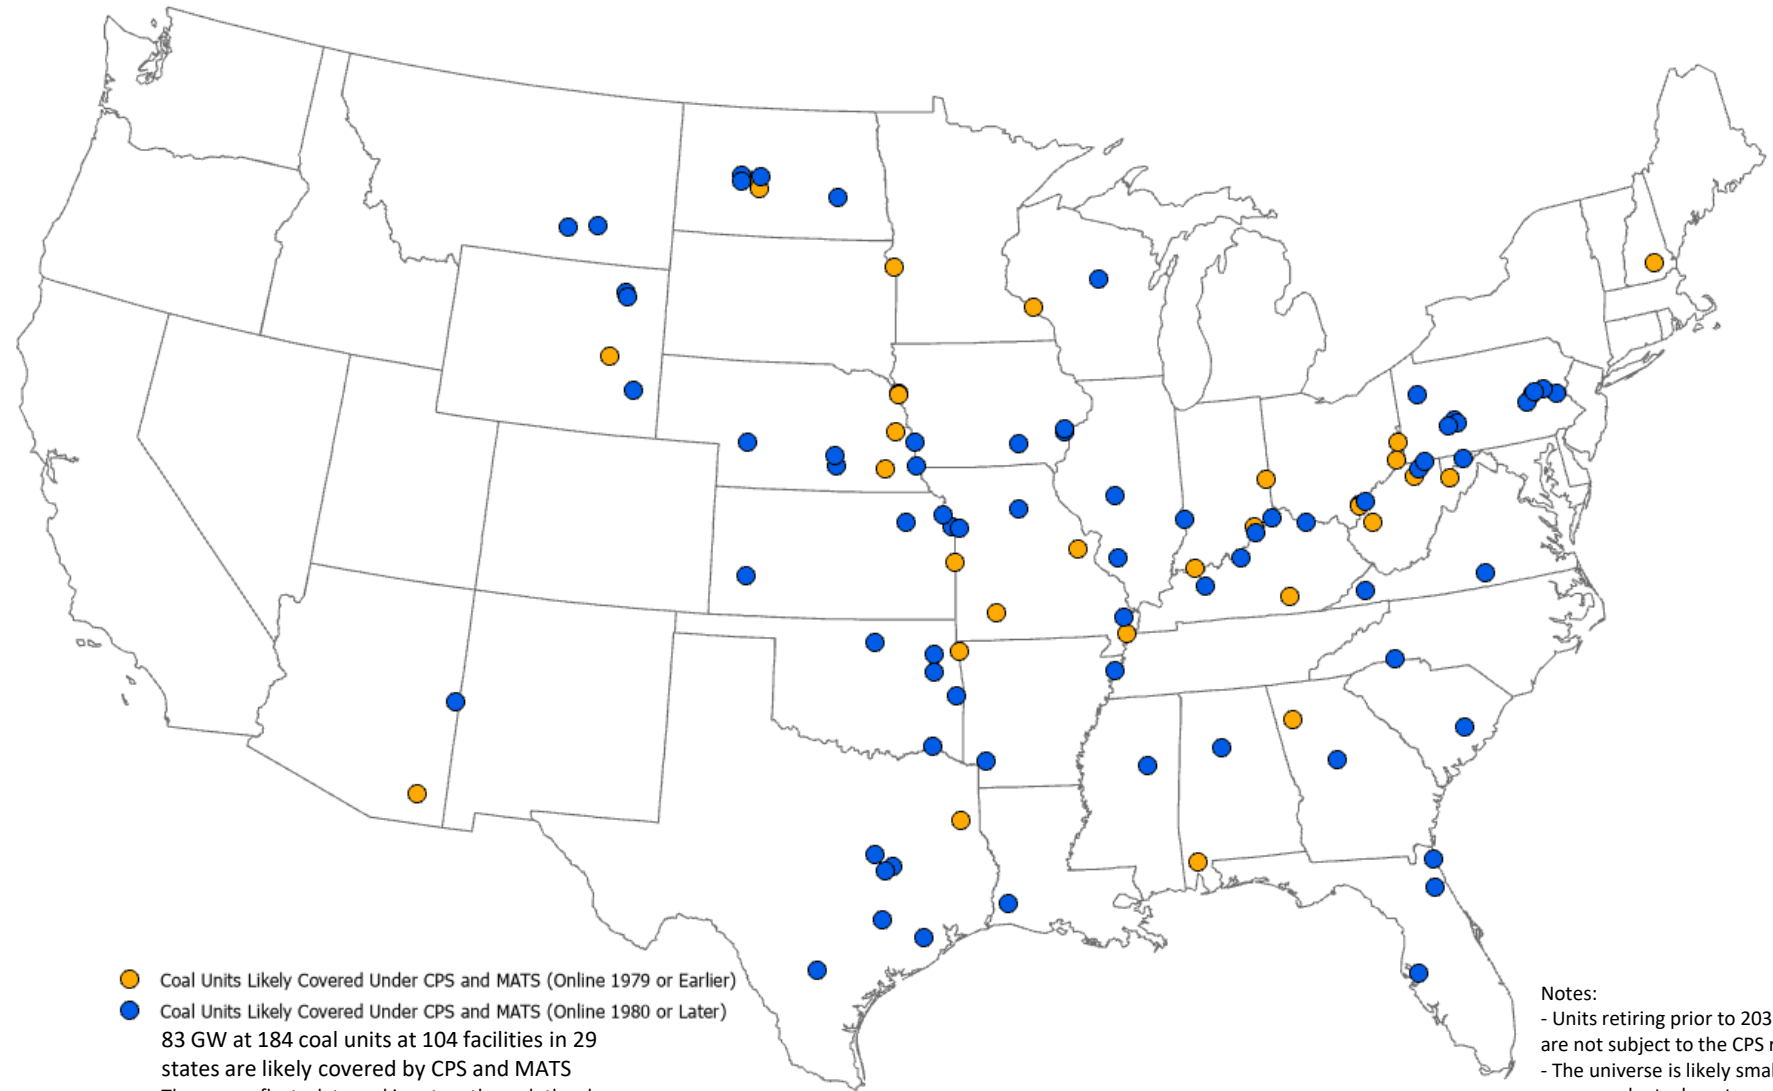 Coal Units Likely Covered Under CPS and MATS (Online 1979 or Earlier)
Coal Units Likely Covered Under CPS and MATS (Online 1980 or Later)
83 GW at 184 coal units at 104 facilities in 29
states are likely covered by CPS and MATS
Notes:
- Units retiring prior to 203
are not subject to the CPS r
- The universe is likely smal